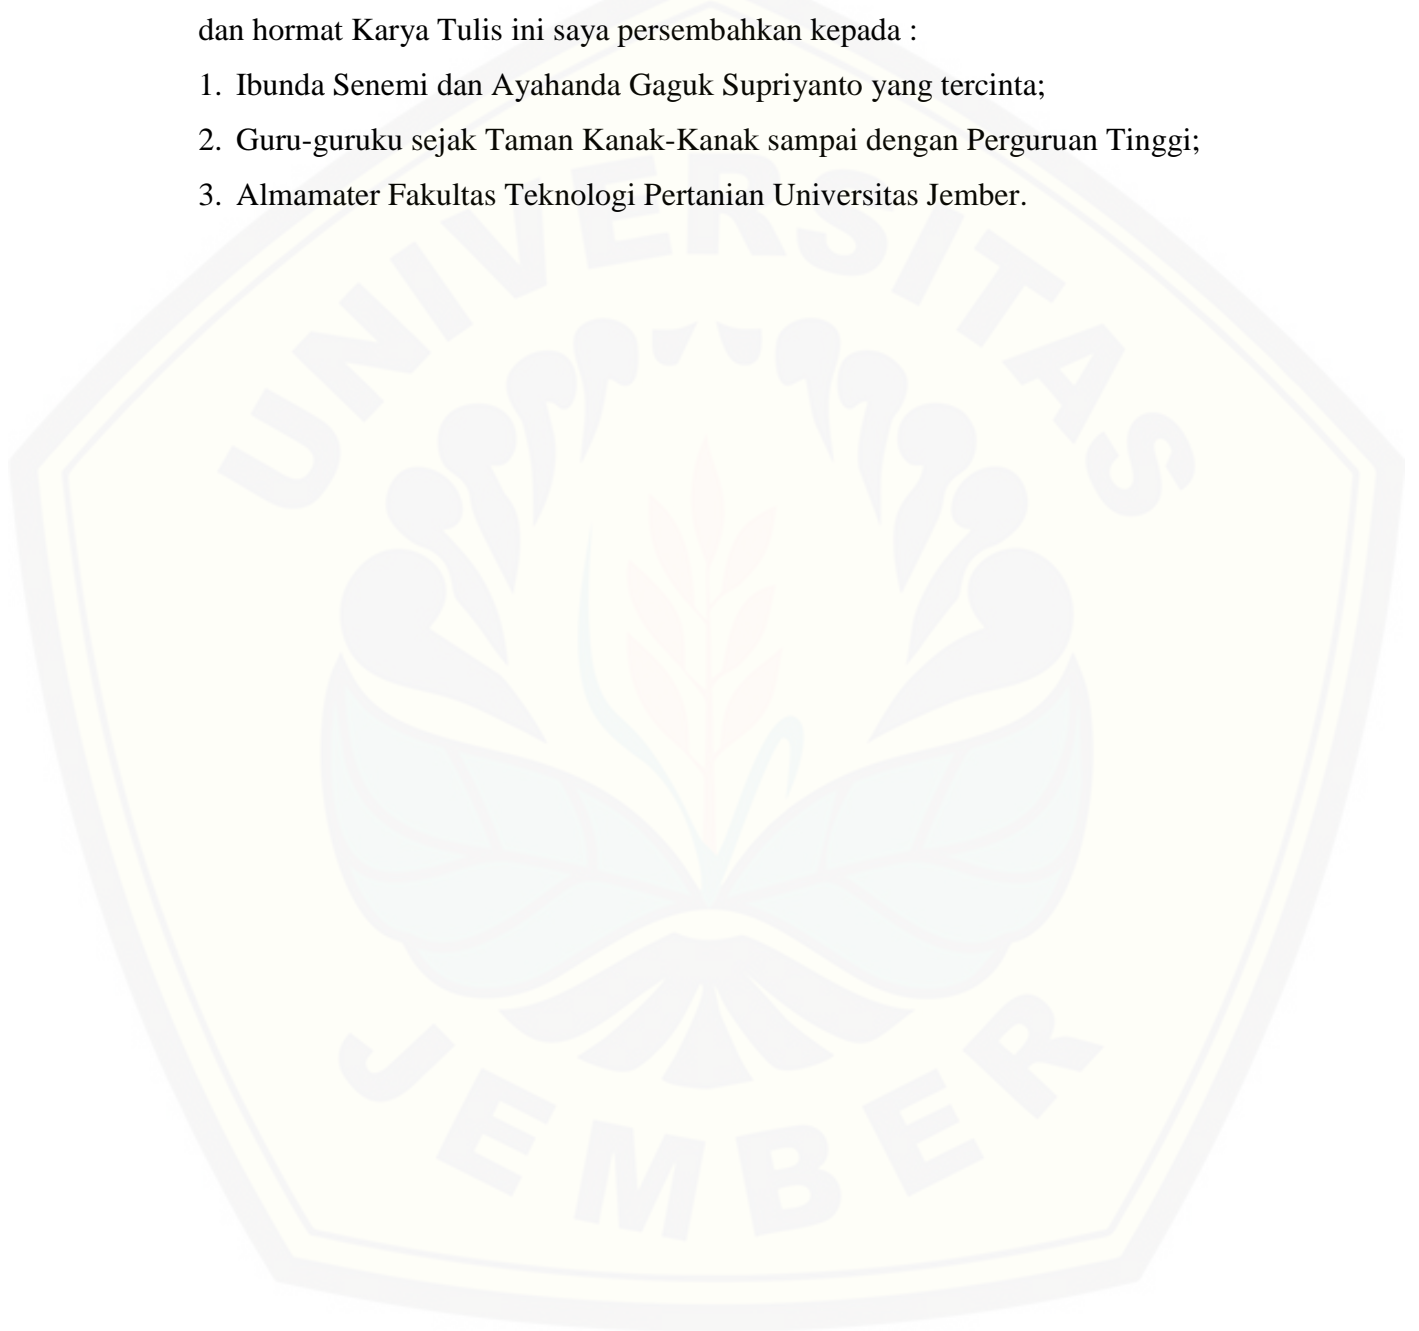 dan hormat Karya Tulis ini saya persembahkan kepada :
1. Ibunda Senemi dan Ayahanda Gaguk Supriyanto yang tercinta;
2. Guru-guruku sejak Taman Kanak-Kanak sampai dengan Perguruan Tinggi;
3. Almamater Fakultas Teknologi Pertanian Universitas Jember.
UNIVERSITAS
JEMBER